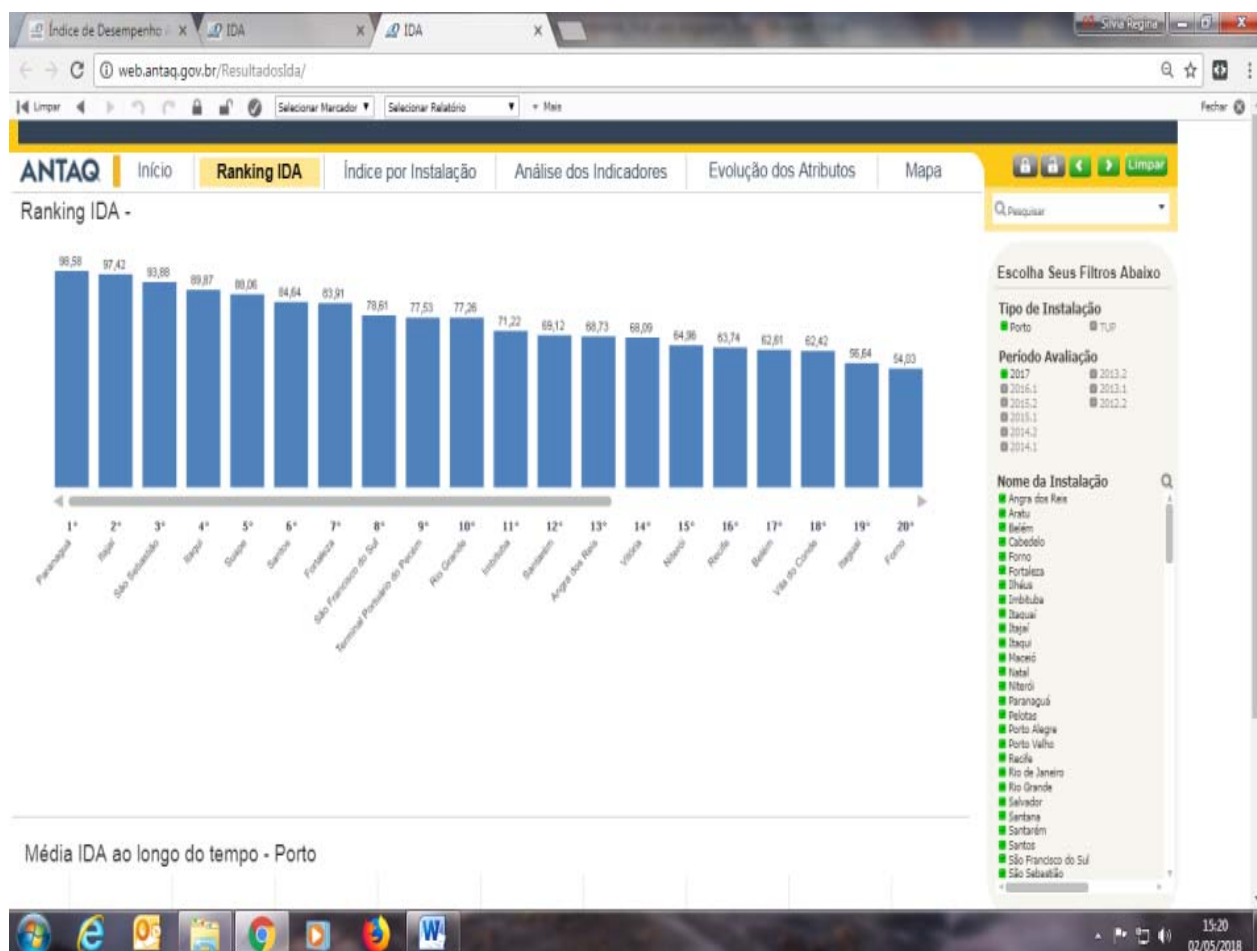 Índice de Desempenho
IDA
IDA
Silvia Regina
web.antaq.gov.br/ResultadosIda/
Limpar
Selecionar Marcador
Selecionar Relatório
Mais
Fechar
ANTAQ
Início
Ranking IDA
Índice por Instalação
Análise dos Indicadores
Evolução dos Atributos
Mapa
Limpar
Ranking IDA -
Pesquisar
98,58
97,42
93,88
89,87
88,06
84,64
83,91
78,61
77,53
77,26
71,22
69,12
68,73
68,09
64,96
63,74
62,81
62,42
56,64
54,03
1° 2° 3° 4° 5° 6° 7° 8° 9° 10° 11° 12° 13° 14° 15° 16° 17° 18° 19° 20°
Paranaguá
Itajaí
São Sebastião
Itaqui
Suape
Santos
Fortaleza
São Francisco do Sul
Terminal Portuário do Pecém
Rio Grande
Imbituba
Santarém
Angra dos Reis
Vitória
Niterói
Recife
Belém
Vila do Conde
Itaguaí
Forno
Escolha Seus Filtros Abaixo
Tipo de Instalação
Porto TUP
Período Avaliação
2017 2013.2
2016.1 2013.1
2015.2 2012.2
2015.1
2014.2
2014.1
Nome da Instalação
Angra dos Reis
Aratu
Belém
Cabedelo
Forno
Fortaleza
Ilhéus
Imbituba
Itaguaí
Itajaí
Itaqui
Maceió
Natal
Niterói
Paranaguá
Pelotas
Porto Alegre
Porto Velho
Recife
Rio de Janeiro
Rio Grande
Salvador
Santana
Santarém
Santos
São Francisco do Sul
São Sebastião
Média IDA ao longo do tempo - Porto
15:20
02/05/2018